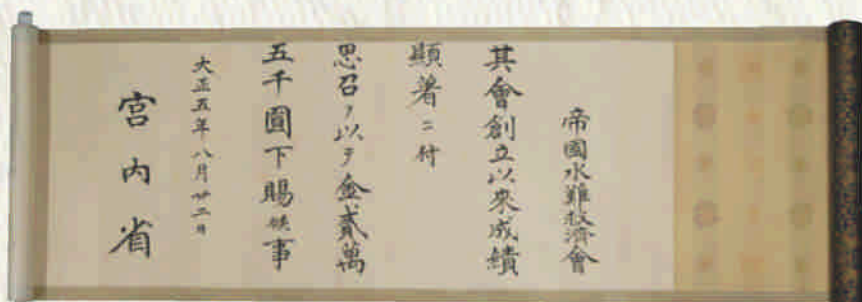 帝國水難救濟會
其會創立以來成績
顯著ニ付
思召ヲ以テ金貳萬
五千圓下賜候事
大正五年八月廿二日
宮内省